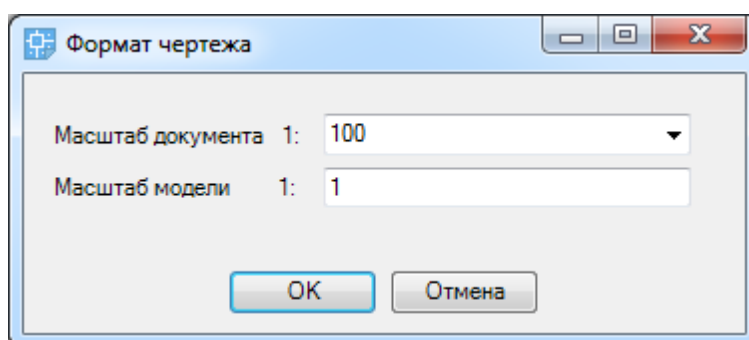 Формат чертежа
Масштаб документа 1: 100
Масштаб модели 1: 1
OK Отмена